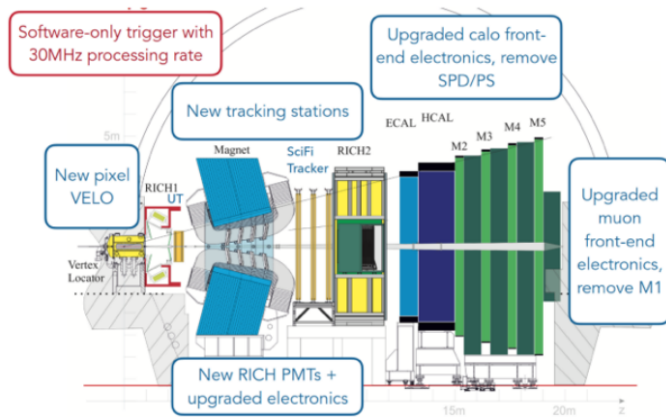 Software-only trigger with
30MHz processing rate
Upgraded calo front-
end electronics, remove
SPD/PS
New tracking stations
5m
ECAL
HCAL
M2
M3
M4
M5
Magnet
SciFi
Tracker
RICH2
New pixel
VELO
RICH1
UT
Upgraded
muon
front-end
electronics,
remove M1
Vertex
Locator
New RICH PMTs +
upgraded electronics
15m
20m
z